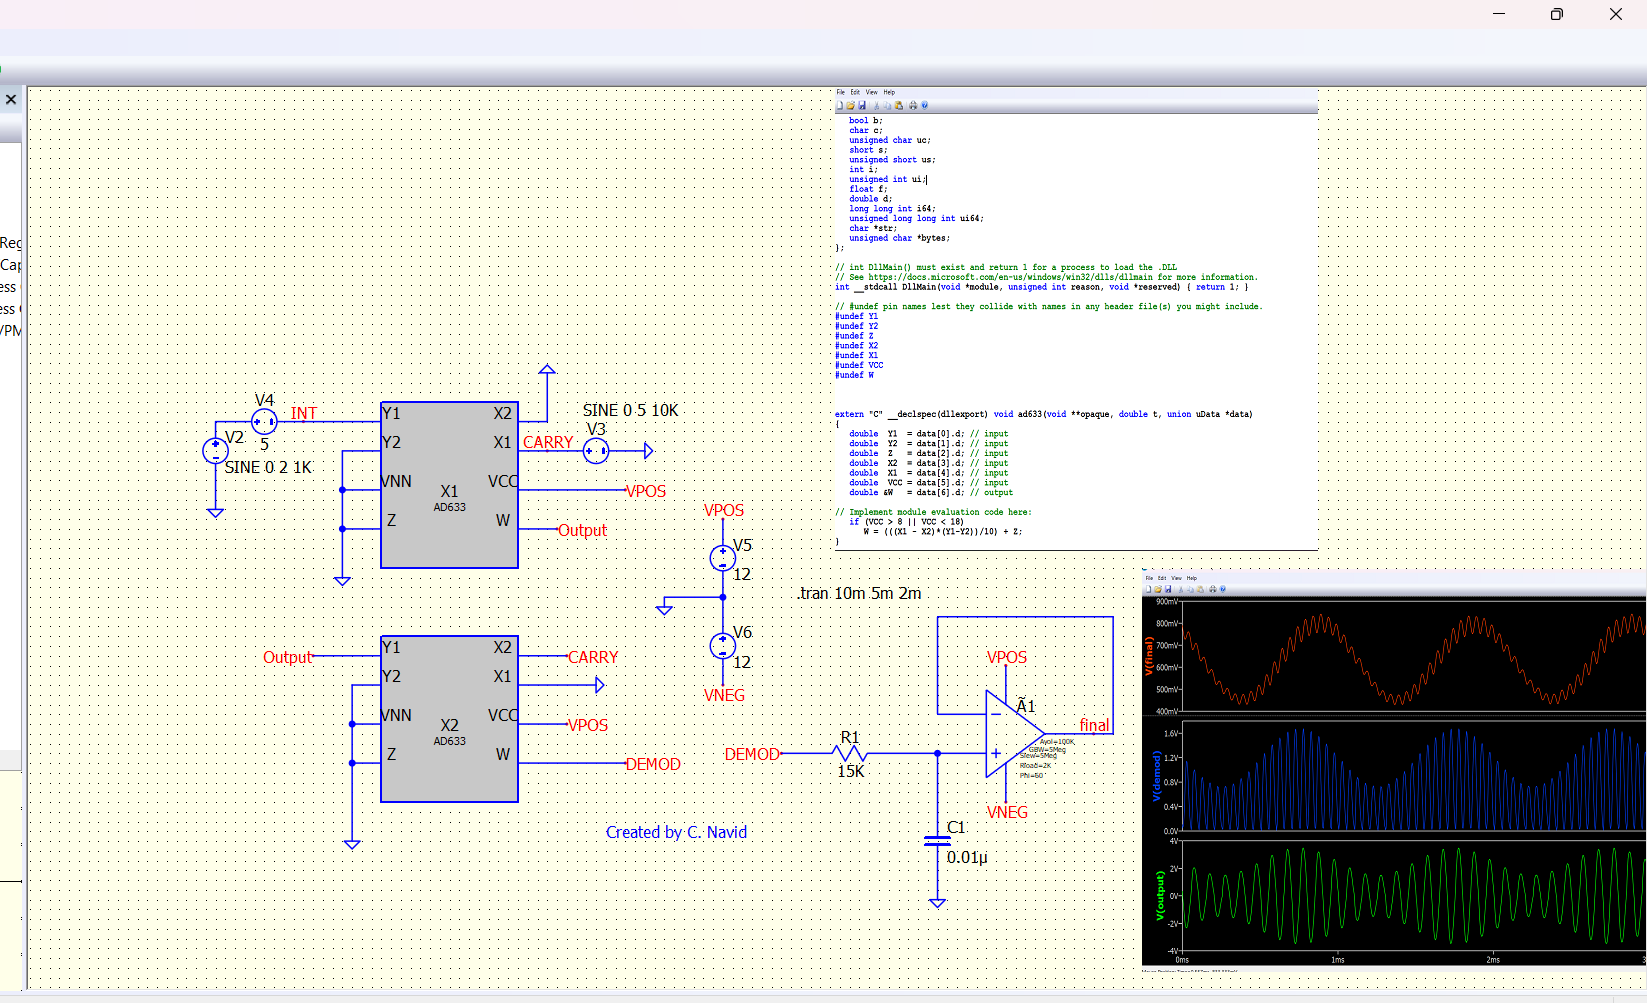 Reg
Cap
ess
ess
/PM
V4
INT
5
V2
SINE 0 2 1K
Y1
X2
Y2
X1
VNN
VCC
X1
AD633
Z
W
SINE 0 5 10K
V3
CARRY
VPOS
Output
VPOS
V5
12
V6
12
VNEG
.tran 10m 5m 2m
Output
Y1
X2
Y2
X1
VNN
VCC
X2
AD633
Z
W
CARRY
VPOS
DEMOD
Created by C. Navid
DEMOD
R1
15K
C1
0.01µ
VPOS
Ã1
final
Avol=100K
GBW=5Meg
Slew=5Meg
Rload=2K
Phi=60
VNEG
File Edit View Help
bool b;
char c;
unsigned char uc;
short s;
unsigned short us;
int i;
unsigned int ui;
float f;
double d;
long long int i64;
unsigned long long int ui64;
char *str;
unsigned char *bytes;
};
// int DllMain() must exist and return 1 for a process to load the .DLL
// See https://docs.microsoft.com/en-us/windows/win32/dlls/dllmain for more information.
int __stdcall DllMain(void *module, unsigned int reason, void *reserved) { return 1; }
// #undef pin names lest they collide with names in any header file(s) you might include.
#undef Y1
#undef Y2
#undef Z
#undef X2
#undef X1
#undef VCC
#undef W
extern "C" __declspec(dllexport) void ad633(void **opaque, double t, union uData *data)
{
double Y1 = data[0].d; // input
double Y2 = data[1].d; // input
double Z = data[2].d; // input
double X2 = data[3].d; // input
double X1 = data[4].d; // input
double VCC = data[5].d; // input
double &W = data[6].d; // output
// Implement module evaluation code here:
if (VCC > 8 || VCC < 18)
W = (((X1 - X2)*(Y1-Y2))/10) + Z;
}
File Edit View Help
900mV
800mV
700mV
600mV
500mV
400mV
V(final)
1.6V
1.2V
0.8V
0.4V
0.0V
V(demod)
4V
2V
0V
-2V
-4V
V(output)
0ms 1ms 2ms 3